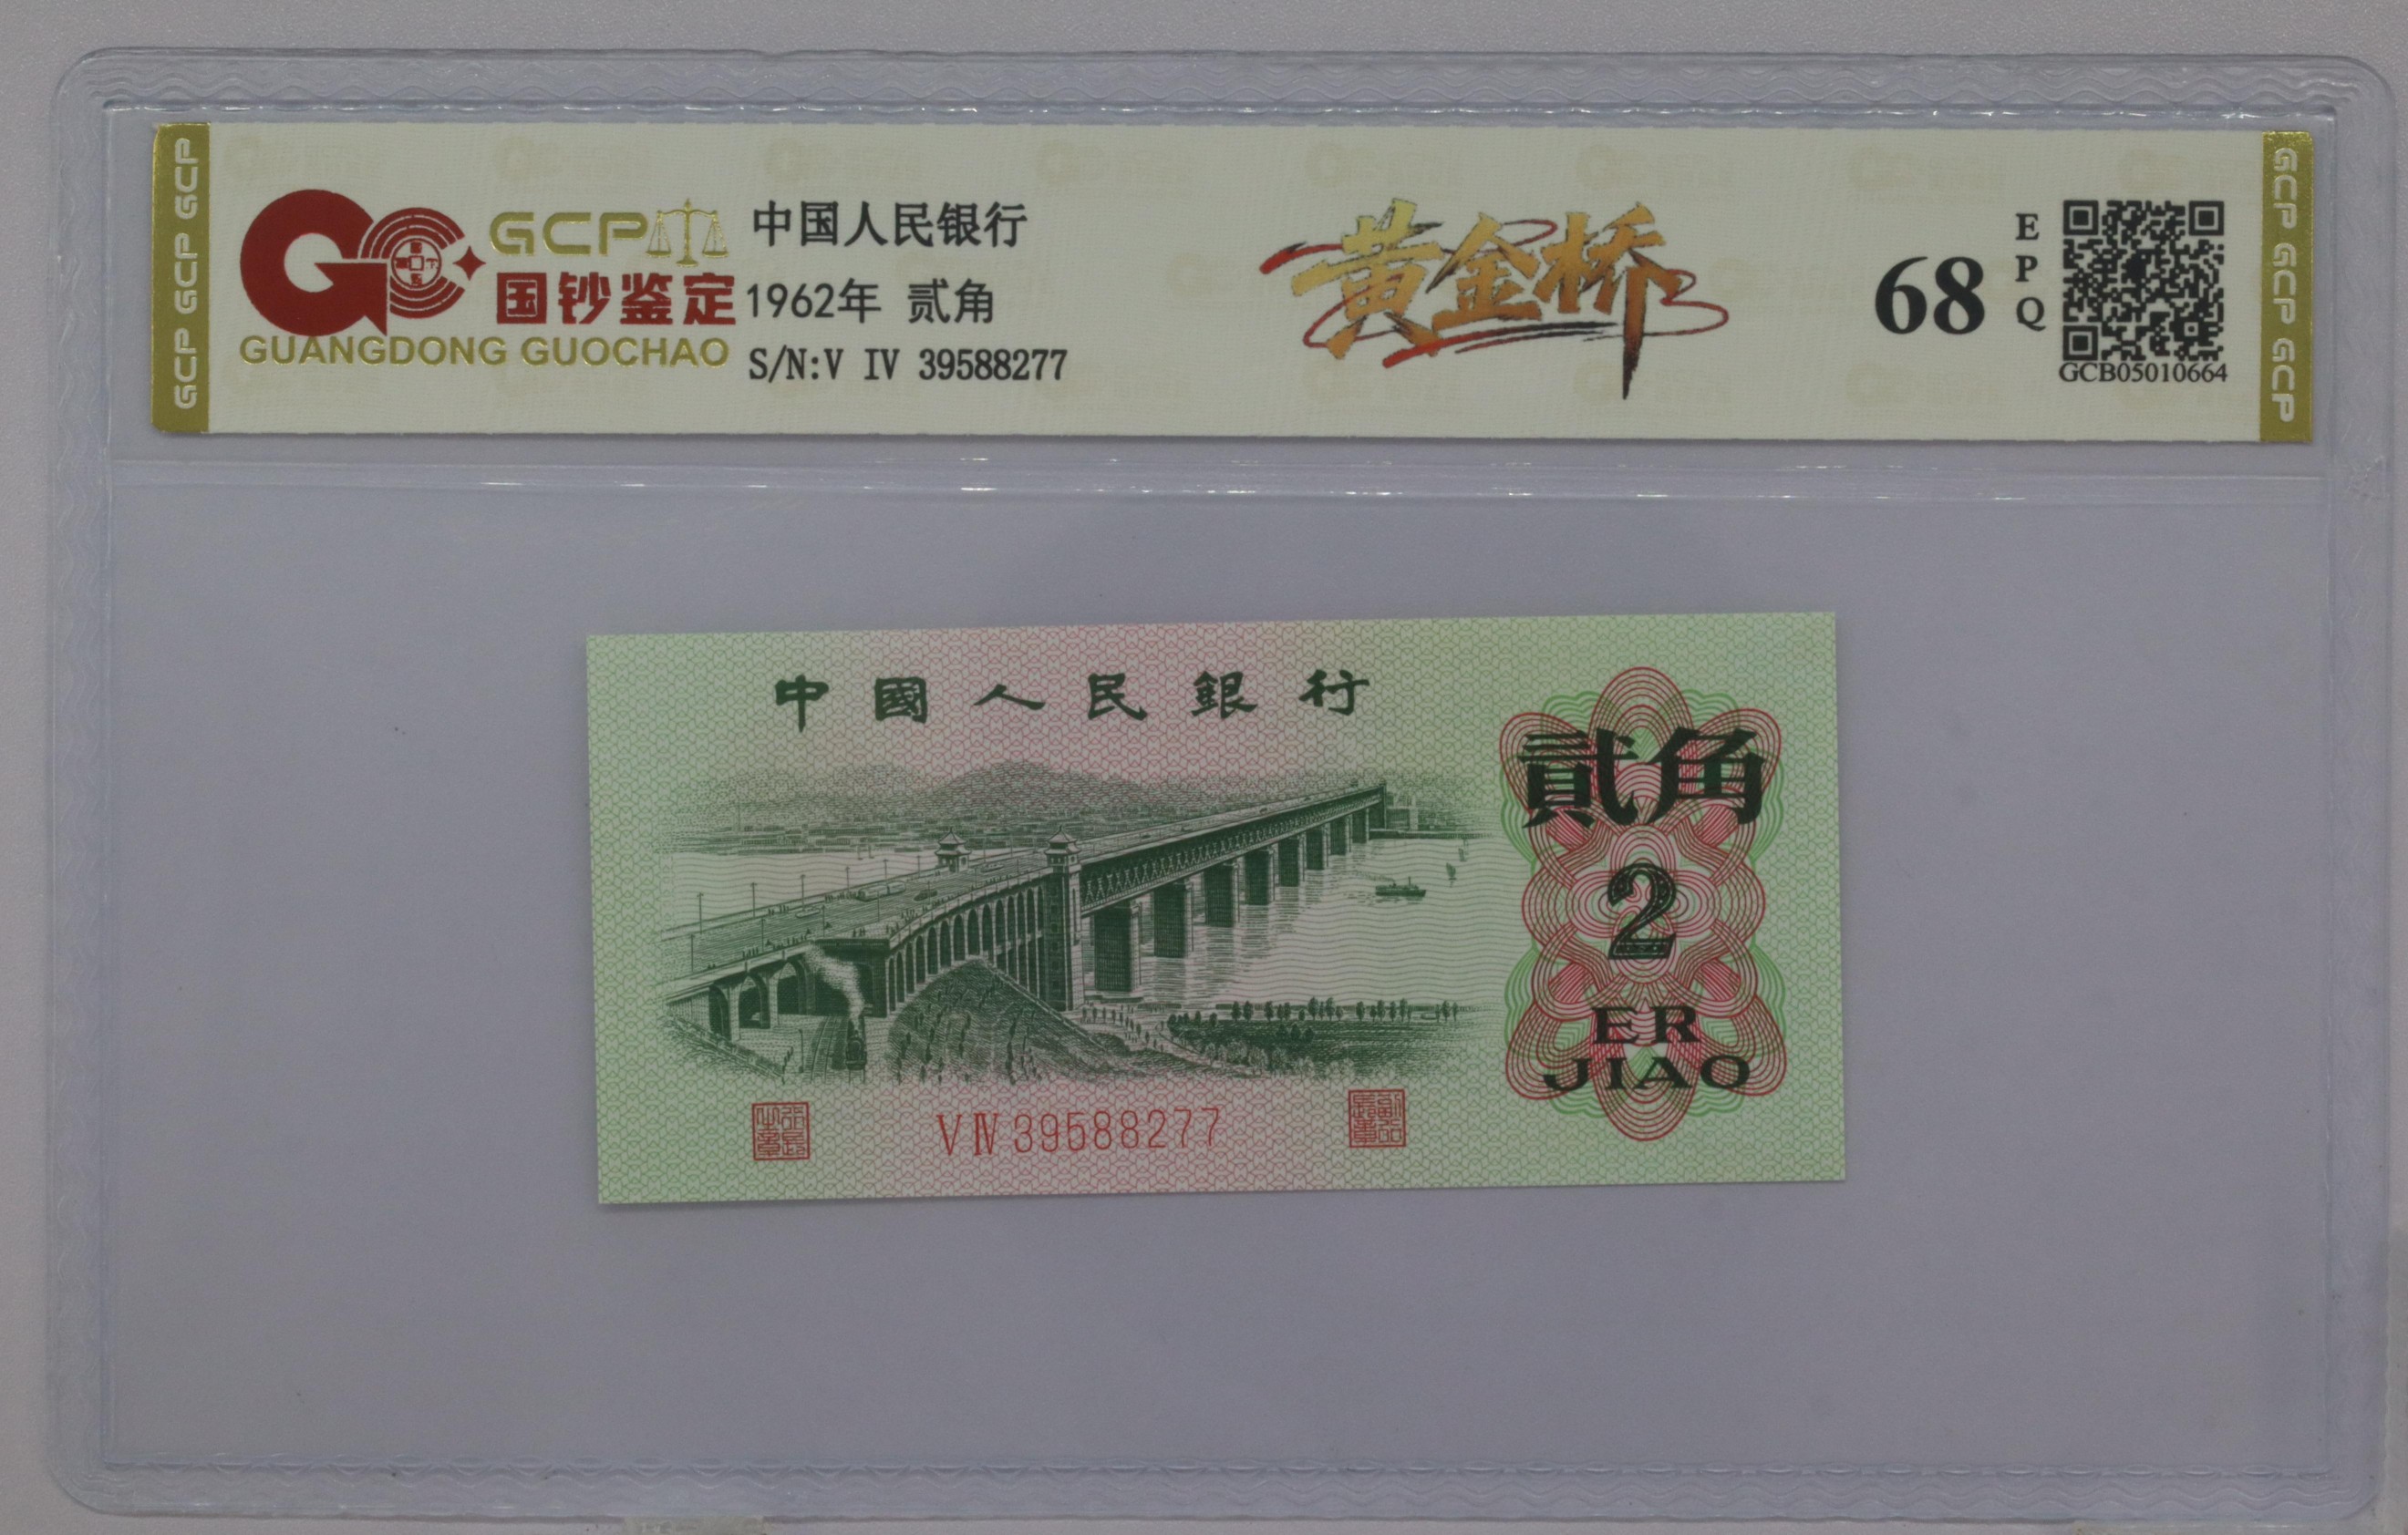 GCP GCP GCP
GCP
国钞鉴定
GUANGDONG GUOCHAO
中国人民银行
1962年 贰角
S/N:V IV 39588277
黄金桥
68
EPQ
GCB05010664
GCP GCP GCP
中國人民銀行
貳角
2
ER
JIAO
V IV 39588277